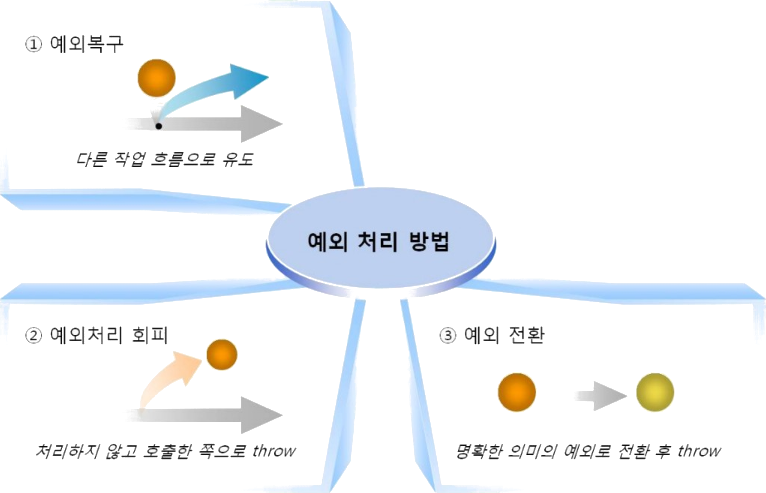 ① 예외복구
다른 작업 흐름으로 유도
예외 처리 방법
② 예외처리 회피
처리하지 않고 호출한 쪽으로 throw
③ 예외 전환
명확한 의미의 예외로 전환 후 throw